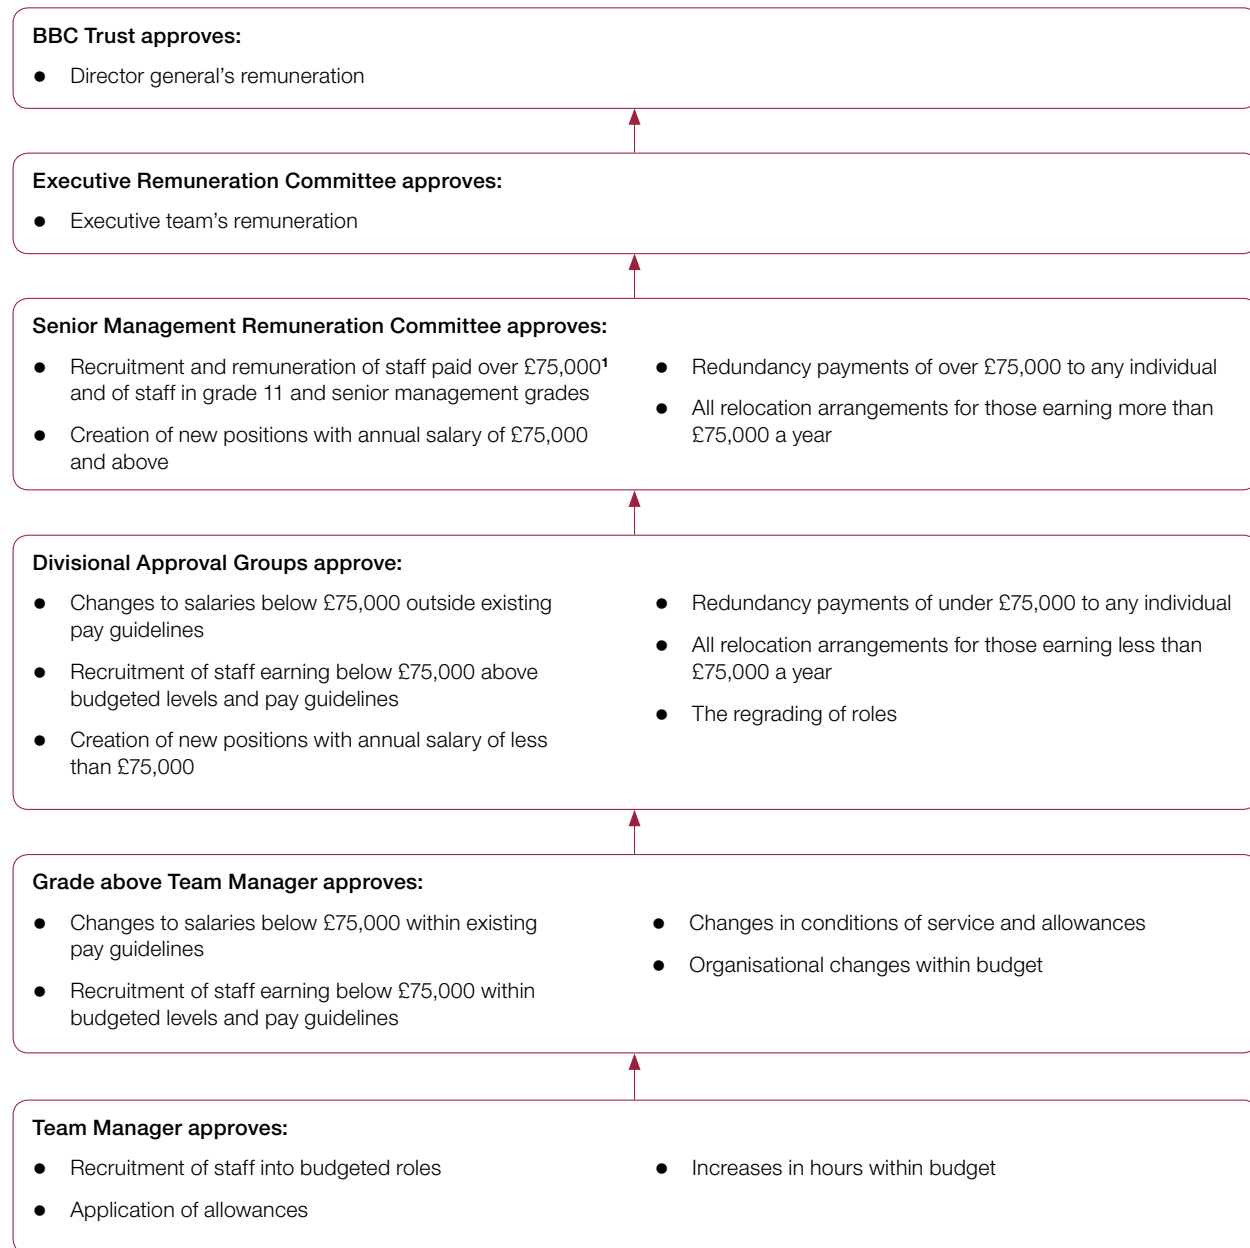 BBC Trust approves:
● Director general’s remuneration
Executive Remuneration Committee approves:
● Executive team’s remuneration
Senior Management Remuneration Committee approves:
● Recruitment and remuneration of staff paid over £75,000¹
and of staff in grade 11 and senior management grades
● Creation of new positions with annual salary of £75,000
and above
● Redundancy payments of over £75,000 to any individual
● All relocation arrangements for those earning more than
£75,000 a year
Divisional Approval Groups approve:
● Changes to salaries below £75,000 outside existing
pay guidelines
● Recruitment of staff earning below £75,000 above
budgeted levels and pay guidelines
● Creation of new positions with annual salary of less
than £75,000
● Redundancy payments of under £75,000 to any individual
● All relocation arrangements for those earning less than
£75,000 a year
● The regrading of roles
Grade above Team Manager approves:
● Changes to salaries below £75,000 within existing
pay guidelines
● Recruitment of staff earning below £75,000 within
budgeted levels and pay guidelines
● Changes in conditions of service and allowances
● Organisational changes within budget
Team Manager approves:
● Recruitment of staff into budgeted roles
● Application of allowances
● Increases in hours within budget